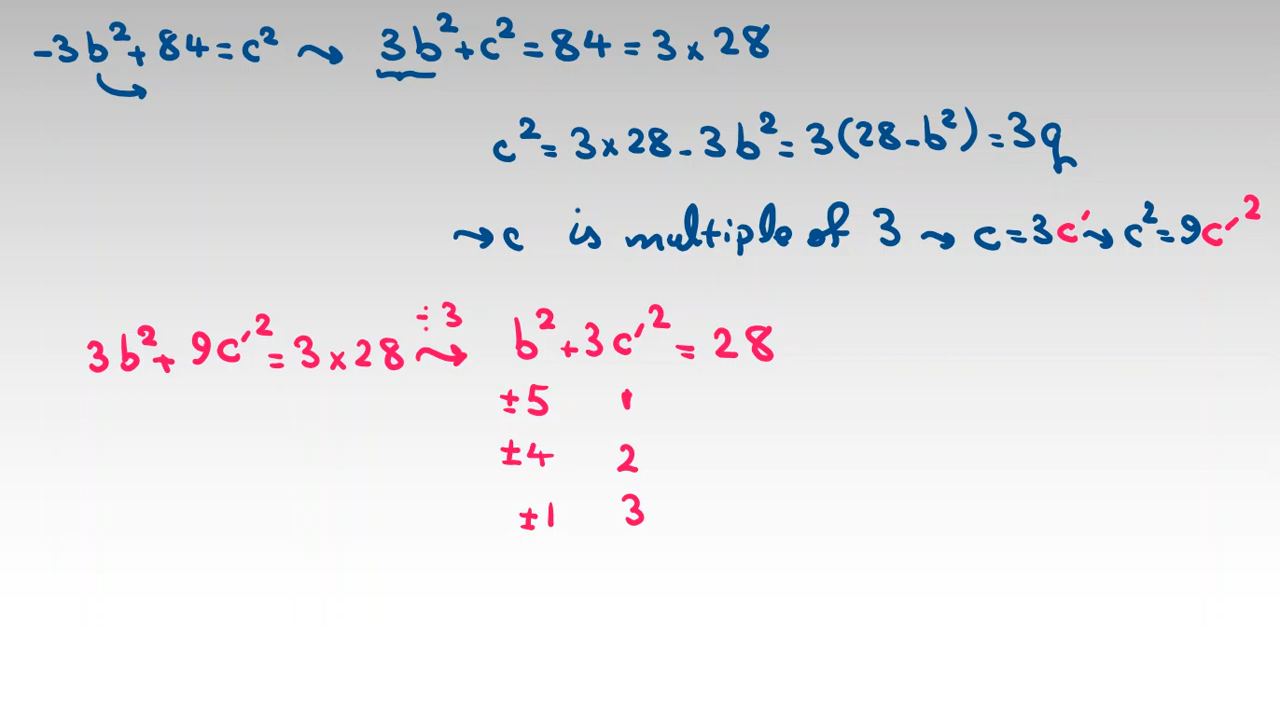 -3b²+84=c² ⇝ 3b²+c²=84=3×28
c²=3×28-3b²=3(28-b²)=3q
⇝ c is multiple of 3 ⇝ c=3c' ⇝ c²=9c'²
3b²+9c'²=3×28 ÷3 ⇝ b²+3c'²=28
±5 1
±4 2
±1 3